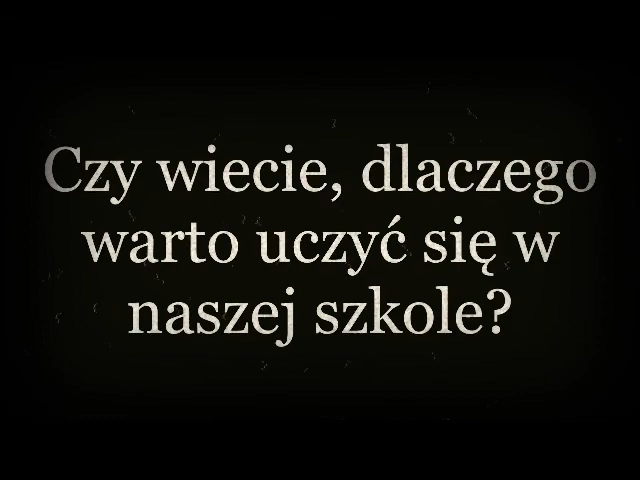 Czy wiecie, dlaczego
warto uczyć się w
naszej szkole?